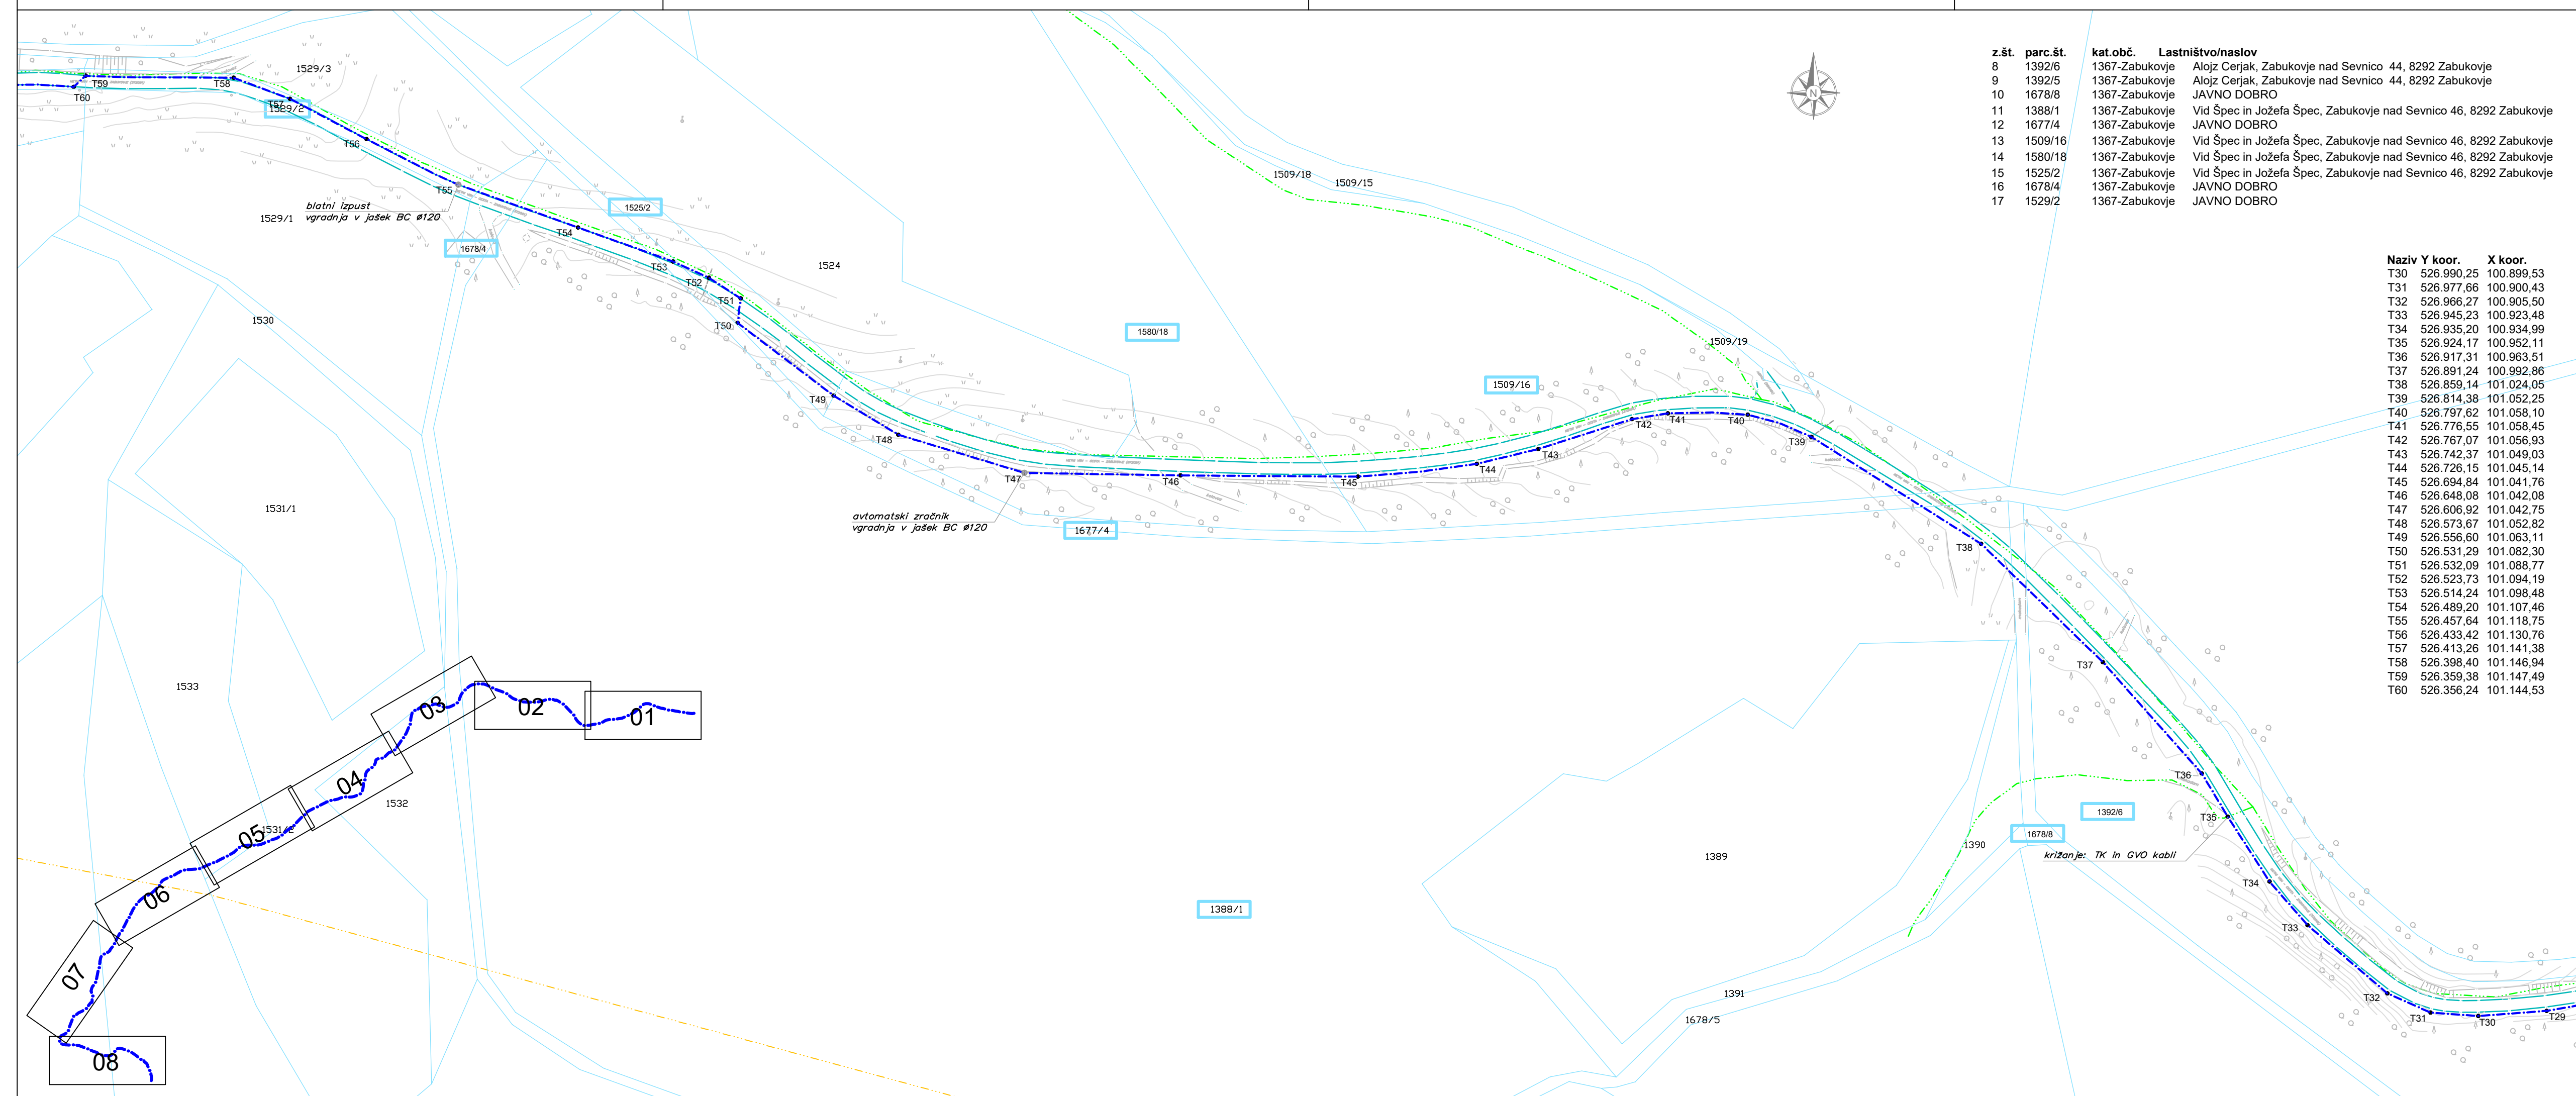 z.št. parc.št. kat.obč. Lastništvo/naslov
8 1392/6 1367-Zabukovje Alojz Cerjak, Zabukovje nad Sevnico 44, 8292 Zabukovje
9 1392/5 1367-Zabukovje Alojz Cerjak, Zabukovje nad Sevnico 44, 8292 Zabukovje
10 1678/8 1367-Zabukovje JAVNO DOBRO
11 1388/1 1367-Zabukovje Vid Špec in Jožefa Špec, Zabukovje nad Sevnico 46, 8292 Zabukovje
12 1677/4 1367-Zabukovje JAVNO DOBRO
13 1509/16 1367-Zabukovje Vid Špec in Jožefa Špec, Zabukovje nad Sevnico 46, 8292 Zabukovje
14 1580/18 1367-Zabukovje Vid Špec in Jožefa Špec, Zabukovje nad Sevnico 46, 8292 Zabukovje
15 1525/2 1367-Zabukovje Vid Špec in Jožefa Špec, Zabukovje nad Sevnico 46, 8292 Zabukovje
16 1678/4 1367-Zabukovje JAVNO DOBRO
17 1529/2 1367-Zabukovje JAVNO DOBRO
Naziv Y koor. X koor.
T30 526.990,25 100.899,53
T31 526.977,66 100.900,43
T32 526.966,27 100.905,50
T33 526.945,23 100.923,48
T34 526.935,20 100.934,99
T35 526.924,17 100.952,11
T36 526.917,31 100.963,51
T37 526.891,24 100.992,86
T38 526.859,14 101.024,05
T39 526.814,38 101.052,25
T40 526.797,62 101.058,10
T41 526.776,55 101.058,45
T42 526.767,07 101.056,93
T43 526.742,37 101.049,03
T44 526.726,15 101.045,14
T45 526.694,84 101.041,76
T46 526.648,08 101.042,08
T47 526.606,92 101.042,75
T48 526.573,67 101.052,82
T49 526.556,60 101.063,11
T50 526.531,29 101.082,30
T51 526.532,09 101.088,77
T52 526.523,73 101.094,19
T53 526.514,24 101.098,48
T54 526.489,20 101.107,46
T55 526.457,64 101.118,75
T56 526.433,42 101.130,76
T57 526.413,26 101.141,38
T58 526.398,40 101.146,94
T59 526.359,38 101.147,49
T60 526.356,24 101.144,53
N
1529/3
T59
T58
T60
T57
1529/2
T56
T55
blatni izpust
vgradnja v jašek BC ø120
1529/1
1525/2
1678/4
T54
T53
T52
T51
T50
1524
1509/18
1509/15
1530
1580/18
1509/19
1509/16
T49
T48
T47
T46
T45
T44
T43
T42
T41
T40
T39
avtomatski zračnik
vgradnja v jašek BC ø120
1677/4
1531/1
T38
T37
1533
03
02
01
04
1532
05
1531/2
06
07
08
T36
1392/6
T35
1678/8
1390
križanje: TK in GVO kabli
1389
T34
1388/1
T33
1391
T32
1678/5
T31
T30
T29